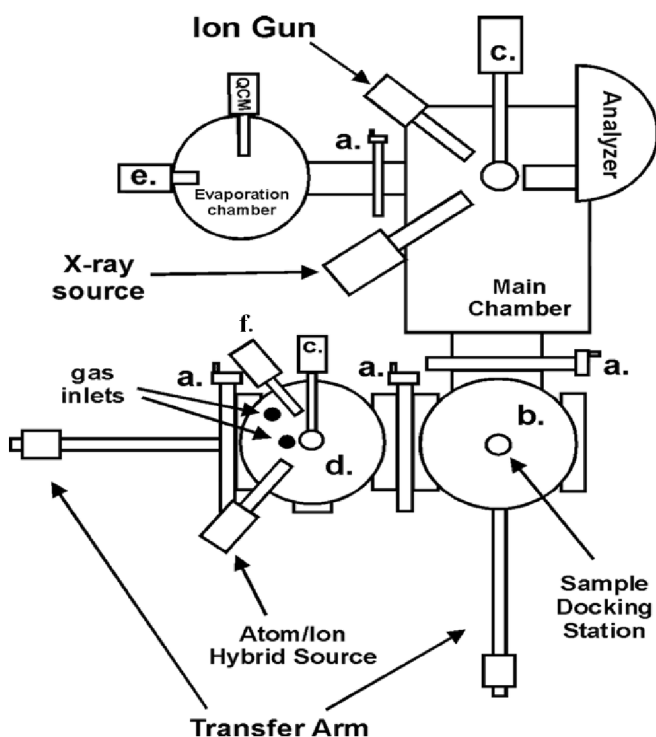 Ion Gun
c.
QCM
Analyzer
a.
e.
Evaporation
chamber
X-ray
source
Main
Chamber
f.
c.
a.
a.
a.
gas
inlets
b.
d.
Sample
Docking
Station
Atom/Ion
Hybrid Source
Transfer Arm